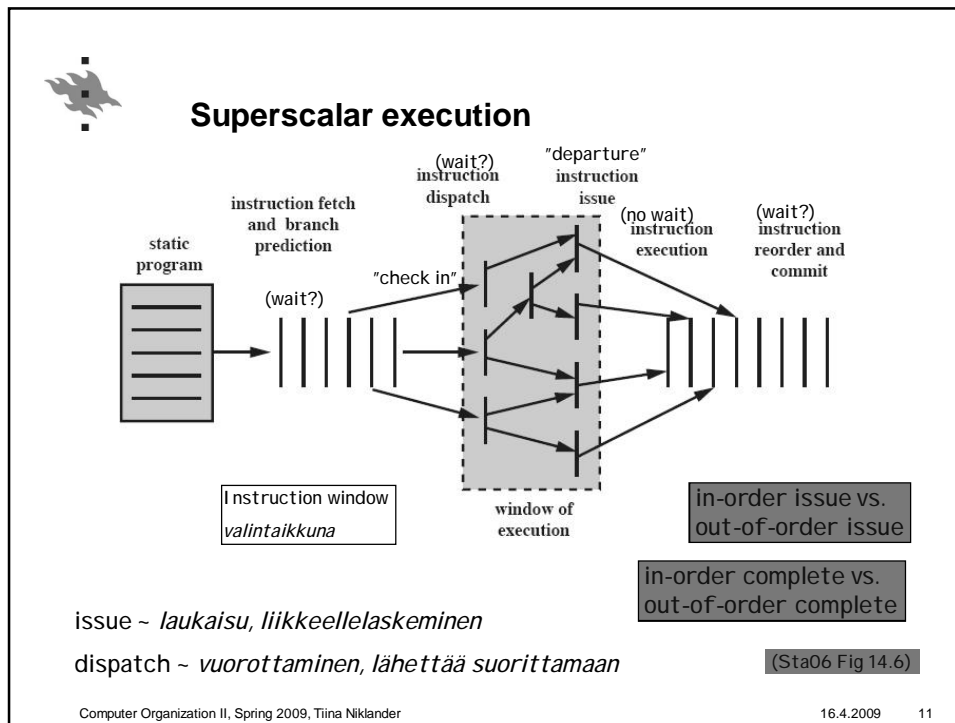 Superscalar execution
(wait?)
instruction
dispatch
"departure"
instruction
issue
instruction fetch
and branch
prediction
(no wait)
instruction
execution
(wait?)
instruction
reorder and
commit
static
program
"check in"
(wait?)
Instruction window
valintaikkuna
window of
execution
in-order issue vs.
out-of-order issue
in-order complete vs.
out-of-order complete
issue ~ laukaisu, liikkeellelaskeminen
dispatch ~ vuorottaminen, lähettää suorittamaan
(Sta06 Fig 14.6)
Computer Organization II, Spring 2009, Tiina Niklander
16.4.2009 11